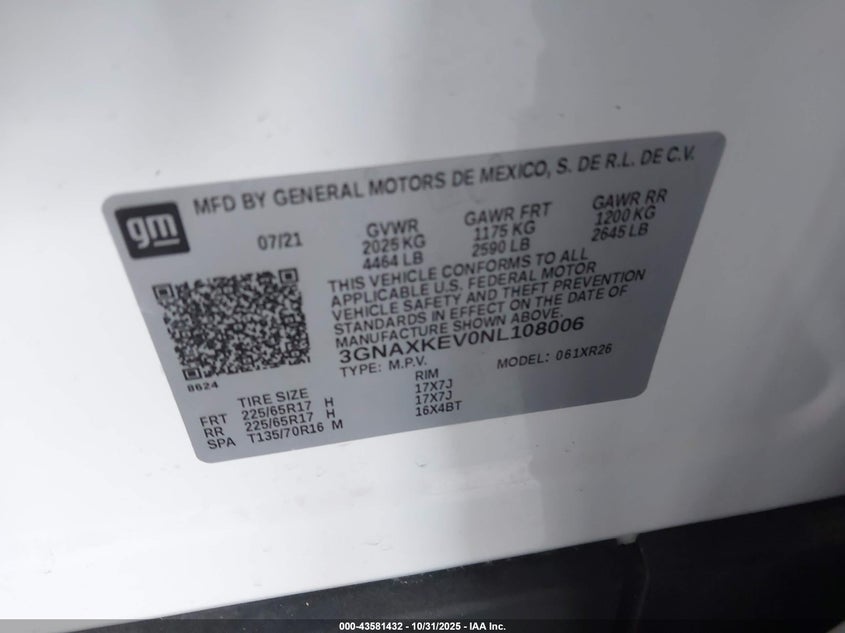 gm
MFD BY GENERAL MOTORS DE MEXICO, S. DE R.L. DE C.V.
07/21 GVWR GAWR FRT GAWR RR
2025 KG 1175 KG 1200 KG
4464 LB 2590 LB 2645 LB
THIS VEHICLE CONFORMS TO ALL
APPLICABLE U.S. FEDERAL MOTOR
VEHICLE SAFETY AND THEFT PREVENTION
STANDARDS IN EFFECT ON THE DATE OF
MANUFACTURE SHOWN ABOVE.
3GNAXKEV0NL108006
TYPE: M.P.V. MODEL: 061XR26
8624
TIRE SIZE RIM
FRT 225/65R17 H 17X7J
RR 225/65R17 H 17X7J
SPA T135/70R16 M 16X4BT
000-43581432 - 10/31/2025 - IAA Inc.